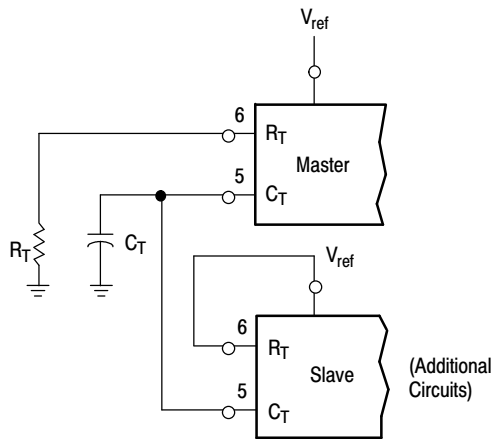 V_ref
6
R_T
Master
5
C_T
R_T
C_T
V_ref
6
R_T
Slave
(Additional
Circuits)
5
C_T